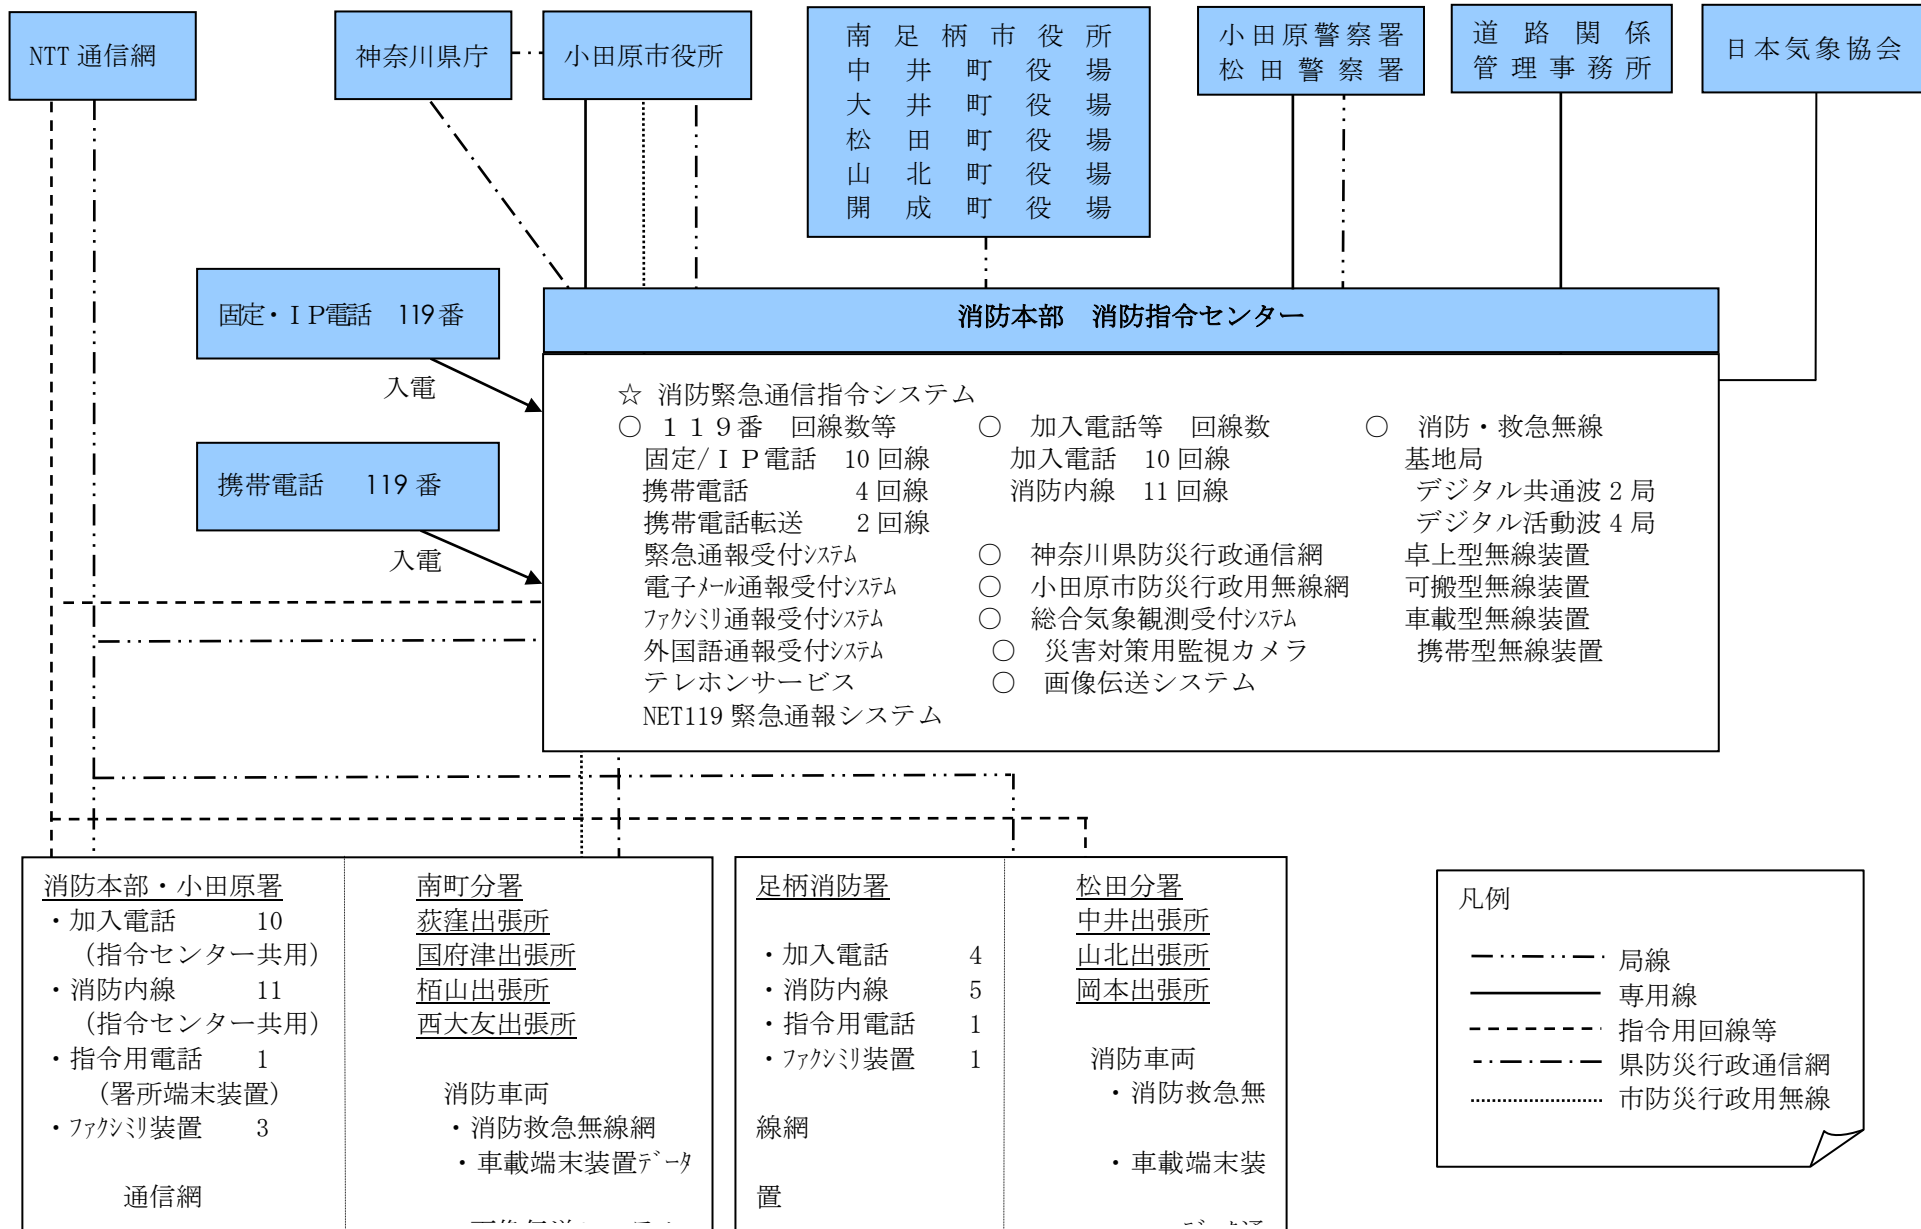 NTT 通信網
神奈川県庁
小田原市役所
南足柄市役所
中井町役場
大井町役場
松田町役場
山北町役場
開成町役場
小田原警察署
松田警察署
道路関係
管理事務所
日本気象協会
固定・ＩＰ電話　119番
入電
携帯電話　119 番
入電
消防本部　消防指令センター
☆ 消防緊急通信指令システム
○ １１９番　回線数等
固定/ＩＰ電話　10 回線
携帯電話　4 回線
携帯電話転送　2 回線
緊急通報受付ｼｽﾃﾑ
電子ﾒｰﾙ通報受付ｼｽﾃﾑ
ﾌｧｸｼﾐﾘ通報受付ｼｽﾃﾑ
外国語通報受付ｼｽﾃﾑ
テレホンサービス
NET119 緊急通報システム
○　加入電話等　回線数
加入電話　10 回線
消防内線　11 回線
○　神奈川県防災行政通信網
○　小田原市防災行政用無線網
○　総合気象観測受付ｼｽﾃﾑ
○　災害対策用監視カメラ
○　画像伝送システム
○　消防・救急無線
基地局
デジタル共通波 2 局
デジタル活動波 4 局
卓上型無線装置
可搬型無線装置
車載型無線装置
携帯型無線装置
消防本部・小田原署
・加入電話　10
（指令センター共用）
・消防内線　11
（指令センター共用）
・指令用電話　1
（署所端末装置）
・ﾌｧｸｼﾐﾘ装置　3
通信網
南町分署
荻窪出張所
国府津出張所
栢山出張所
西大友出張所
消防車両
・消防救急無線網
・車載端末装置ﾃﾞｰﾀ
足柄消防署
・加入電話　4
・消防内線　5
・指令用電話　1
・ﾌｧｸｼﾐﾘ装置　1
線網
置
松田分署
中井出張所
山北出張所
岡本出張所
消防車両
・消防救急無
・車載端末装
凡例
局線
専用線
指令用回線等
県防災行政通信網
市防災行政用無線